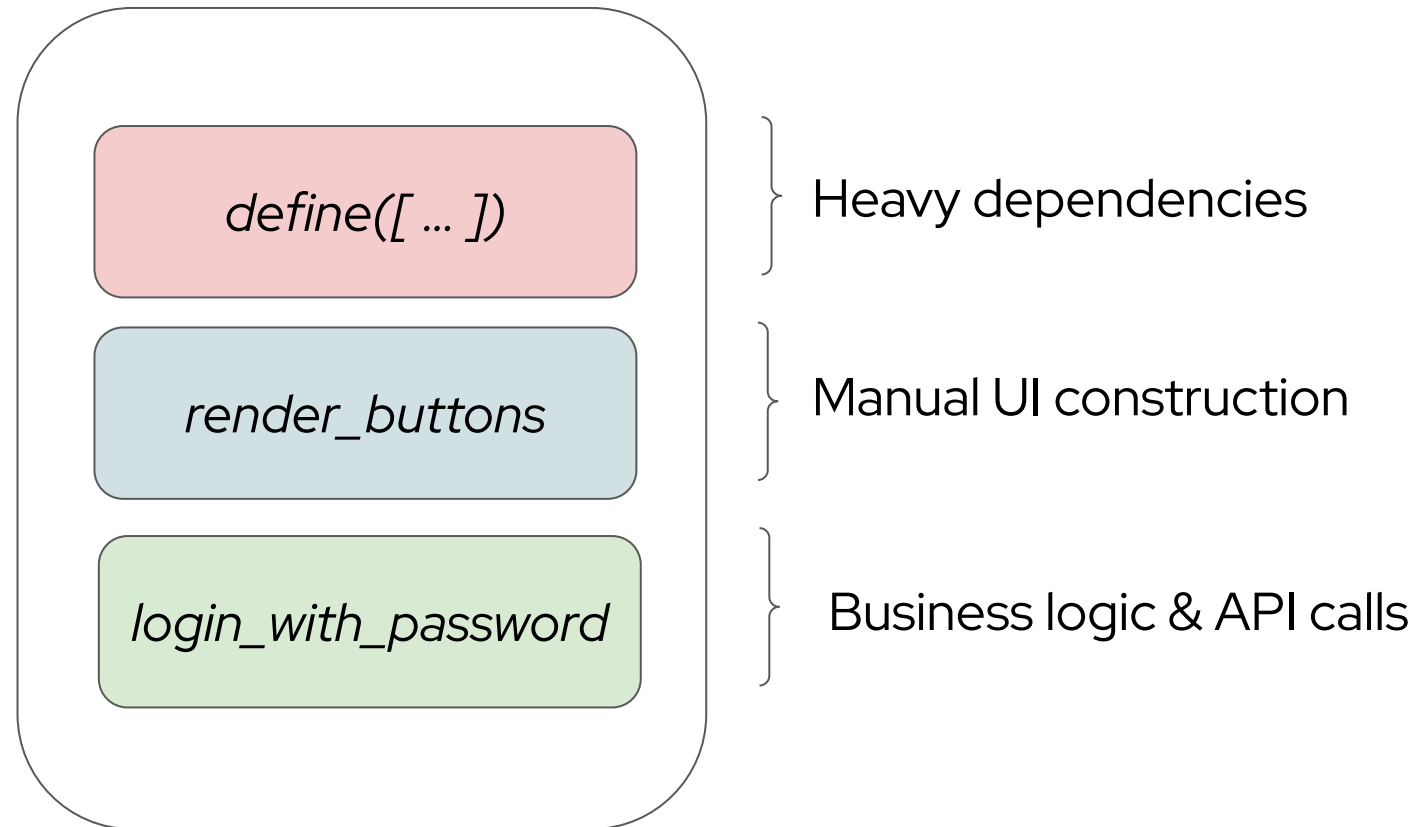 define([ ... ])
Heavy dependencies
render_buttons
Manual UI construction
login_with_password
Business logic & API calls